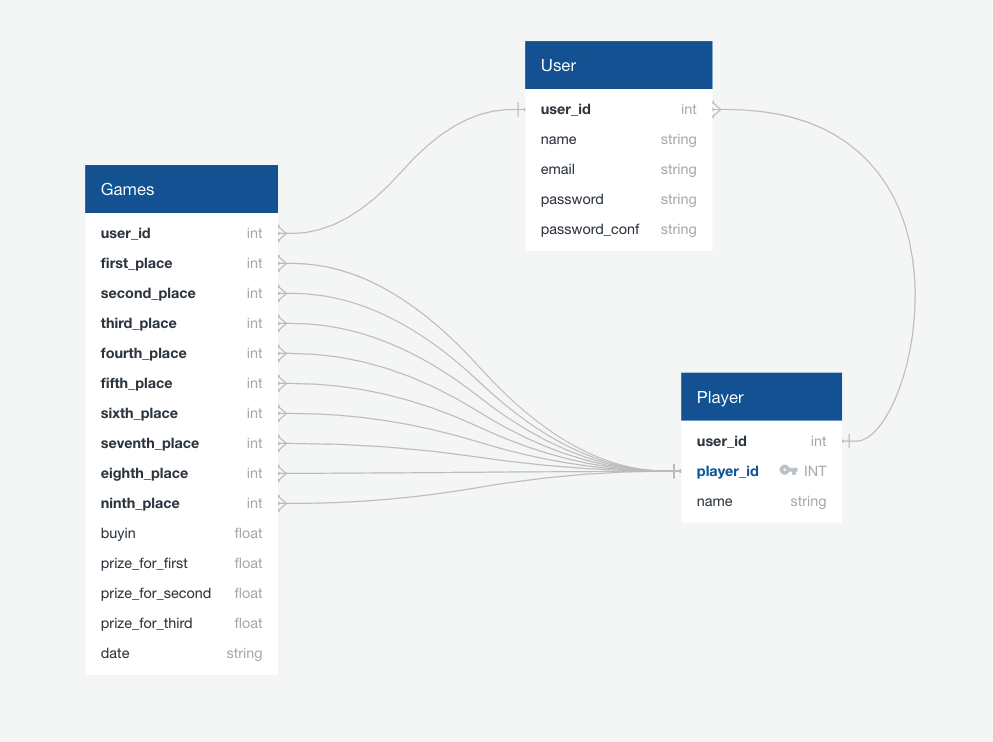 User
user_id int
name string
email string
password string
password_conf string
Games
user_id int
first_place int
second_place int
third_place int
fourth_place int
fifth_place int
sixth_place int
seventh_place int
eighth_place int
ninth_place int
buyin float
prize_for_first float
prize_for_second float
prize_for_third float
date string
Player
user_id int
player_id INT
name string